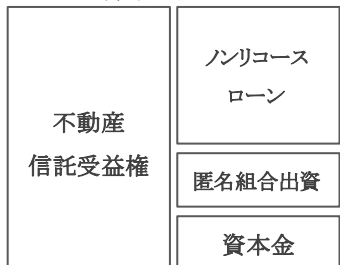 不動産
信託受益権
ノンリコース
ローン
匿名組合出資
資本金